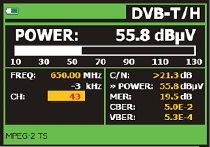 DVB-T/H
POWER: 55.8 dBµV
10 30 50 70 90 110 130
FREQ: 650.00 MHz
-3 kHz
CH: 43
C/N: >21.3 dB
» POWER: 55.8 dBµV
MER: 19.5 dB
CBER: 5.0E-2
VBER: 5.3E-4
MPEG-2 TS